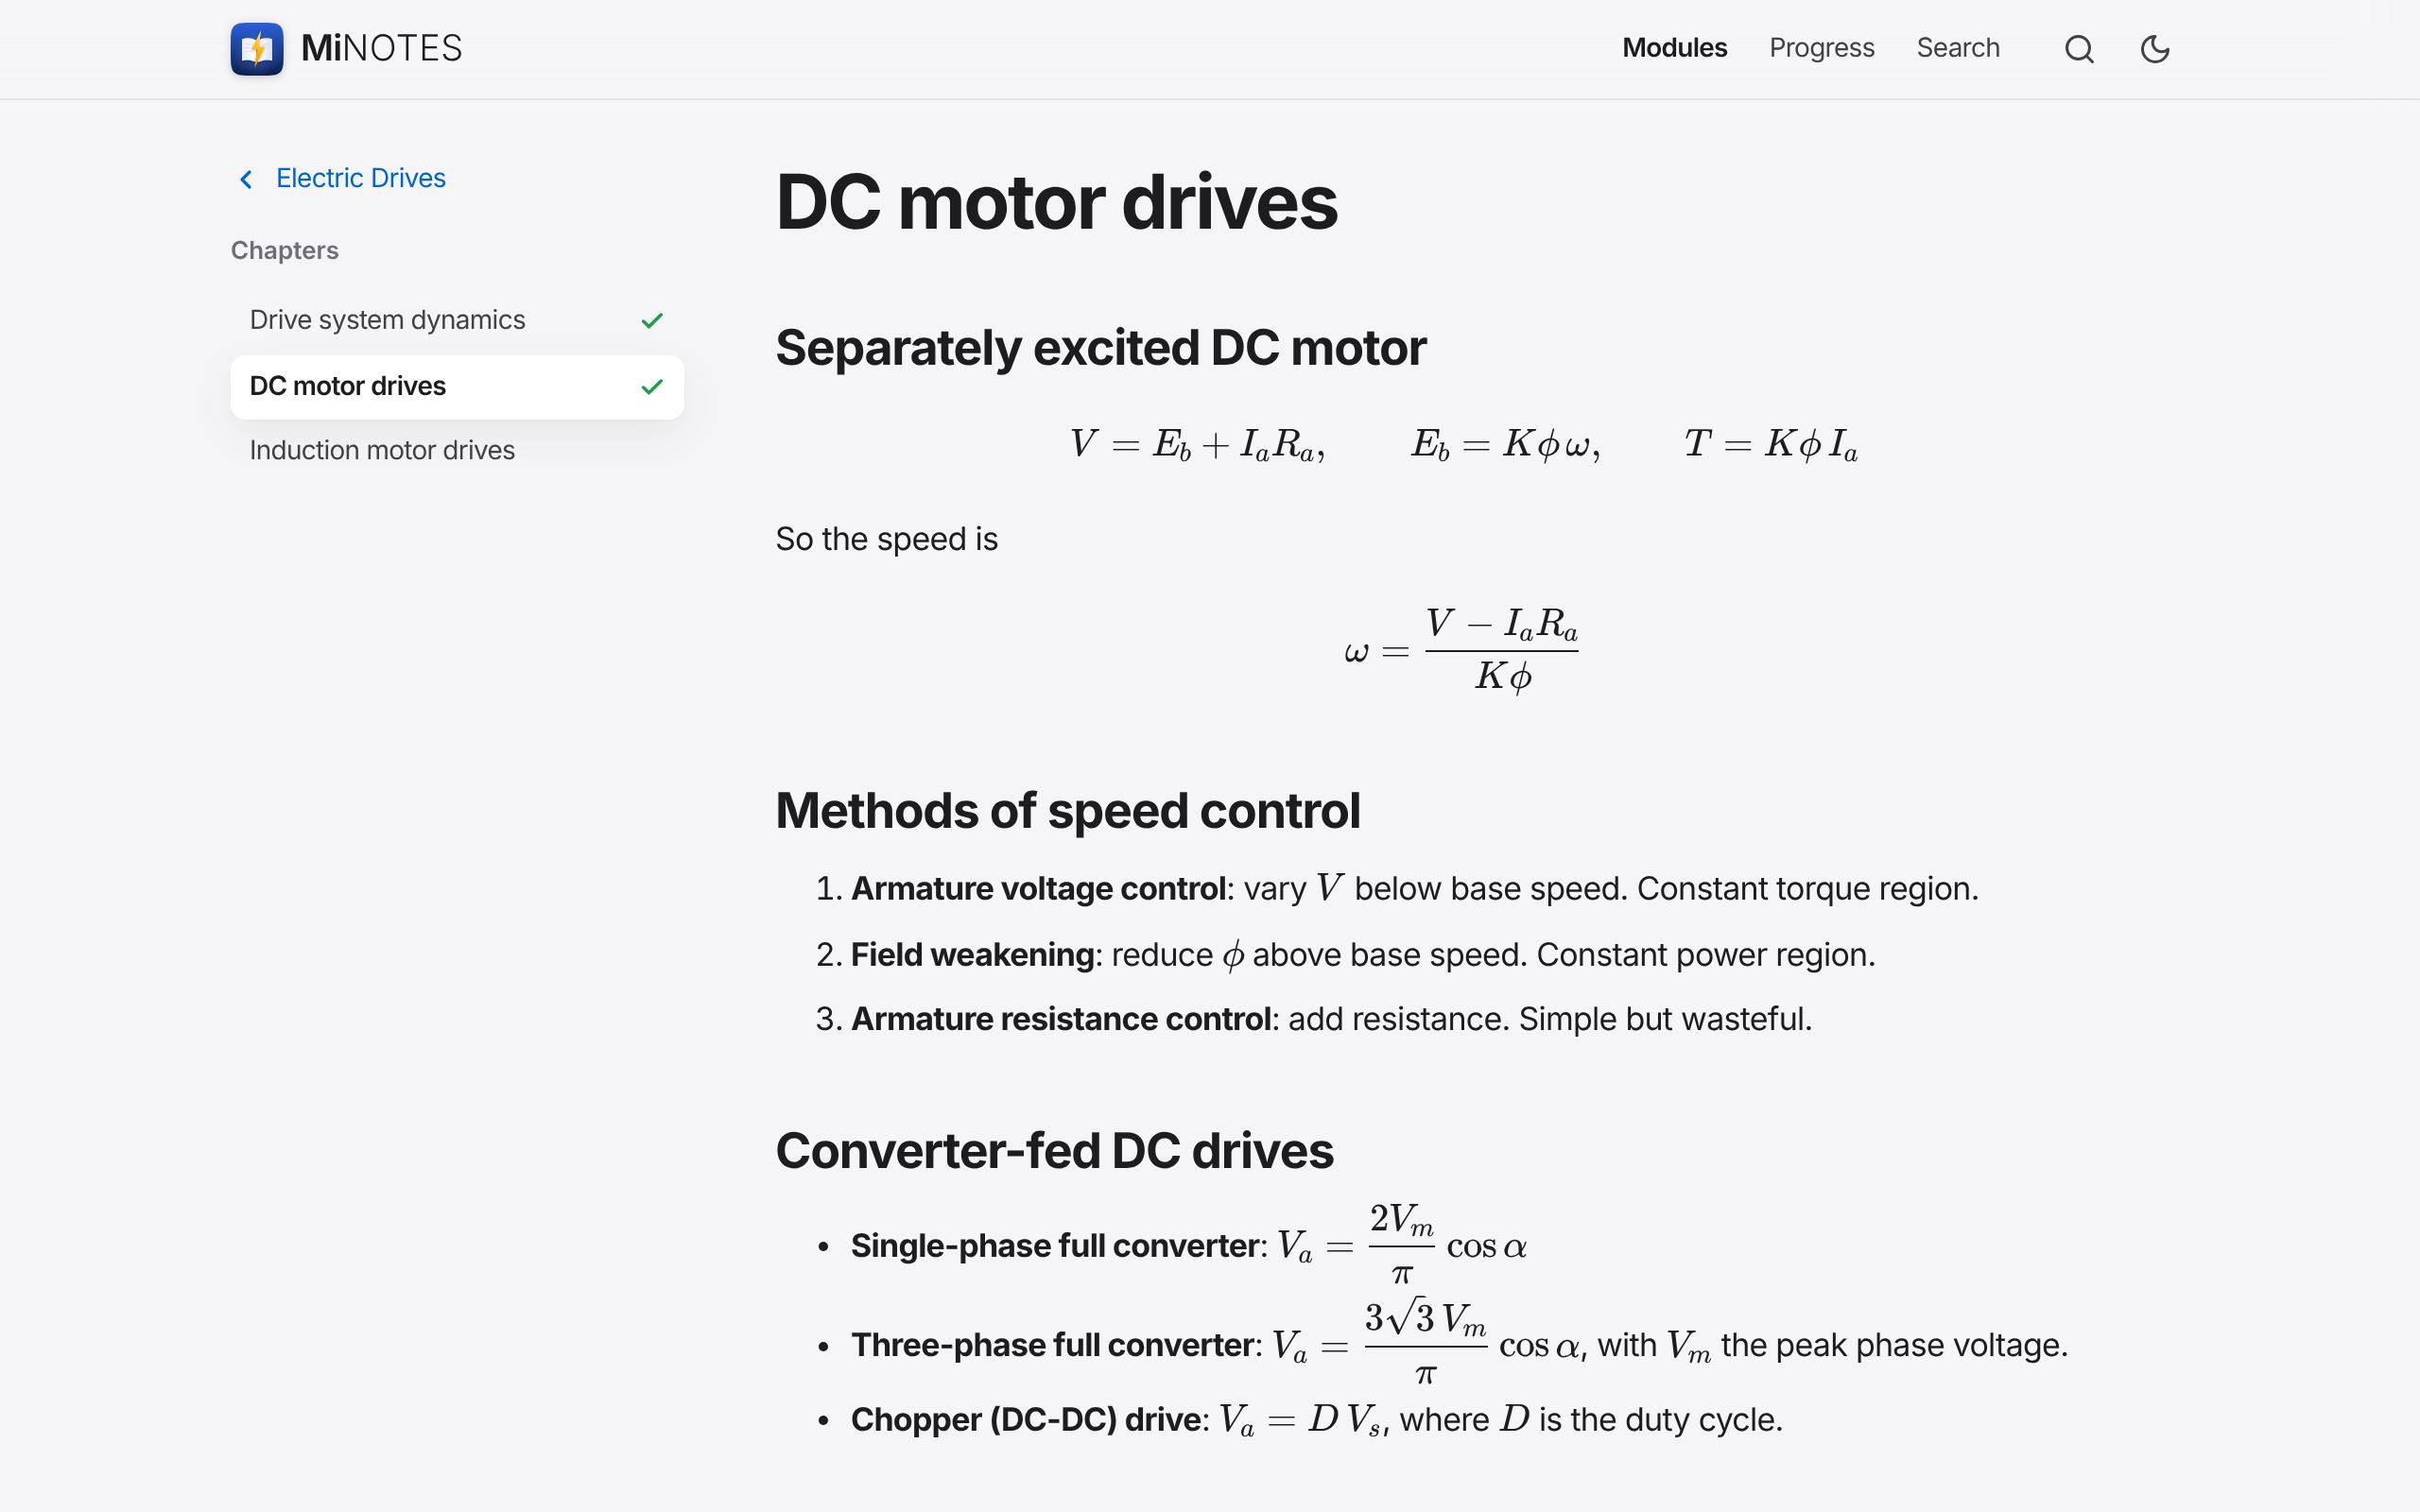 MiNOTES
Modules Progress Search
Electric Drives
Chapters
Drive system dynamics
DC motor drives
Induction motor drives
DC motor drives
Separately excited DC motor
V = E_b + I_a R_a, E_b = Kϕω, T = KϕI_a
So the speed is
ω = (V − I_a R_a) / (Kϕ)
Methods of speed control
1. Armature voltage control: vary V below base speed. Constant torque region.
2. Field weakening: reduce ϕ above base speed. Constant power region.
3. Armature resistance control: add resistance. Simple but wasteful.
Converter-fed DC drives
• Single-phase full converter: V_a = (2V_m / π) cos α
• Three-phase full converter: V_a = (3√3 V_m / π) cos α, with V_m the peak phase voltage.
• Chopper (DC-DC) drive: V_a = D V_s, where D is the duty cycle.